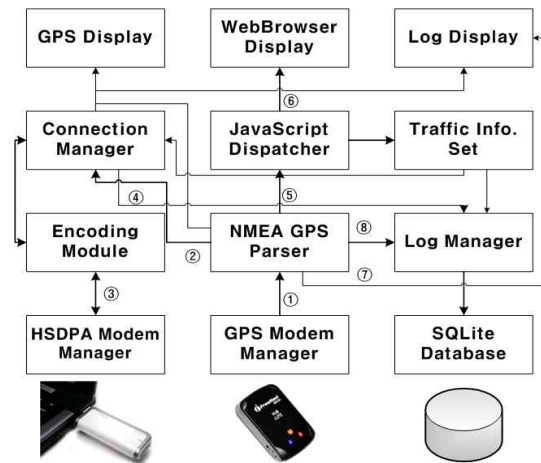 GPS Display
WebBrowser
Display
Log Display
⑥
Connection
Manager
JavaScript
Dispatcher
Traffic Info.
Set
④
⑤
Encoding
Module
②
NMEA GPS
Parser
⑧
Log Manager
⑦
③
①
HSDPA Modem
Manager
GPS Modem
Manager
SQLite
Database
GPS